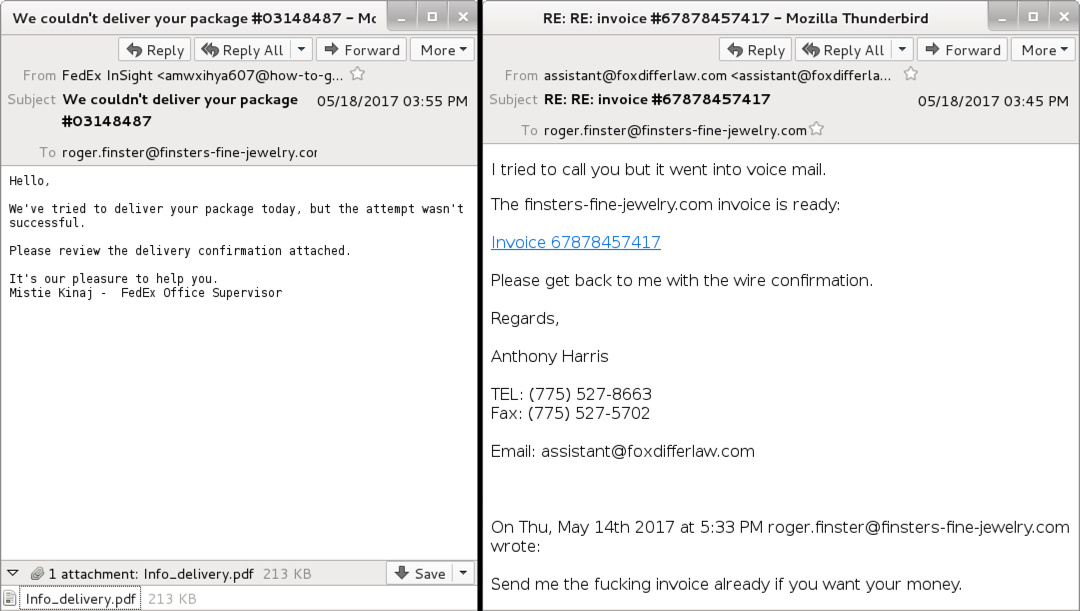 We couldn't deliver your package #03148487 – Mo
Reply Reply All Forward More
From FedEx InSight <amwxihya607@how-to-g...
Subject We couldn't deliver your package 05/18/2017 03:55 PM
#03148487
To roger.finster@finsters-fine-jewelry.cor
Hello,
We've tried to deliver your package today, but the attempt wasn't
successful.
Please review the delivery confirmation attached.
It's our pleasure to help you.
Mistie Kinaj - FedEx Office Supervisor
1 attachment: Info_delivery.pdf 213 KB Save
Info_delivery.pdf 213 KB
RE: RE: invoice #67878457417 – Mozilla Thunderbird
Reply Reply All Forward More
From assistant@foxdifferlaw.com <assistant@foxdifferla...
Subject RE: RE: invoice #67878457417 05/18/2017 03:45 PM
To roger.finster@finsters-fine-jewelry.com
I tried to call you but it went into voice mail.
The finsters-fine-jewelry.com invoice is ready:
Invoice 67878457417
Please get back to me with the wire confirmation.
Regards,
Anthony Harris
TEL: (775) 527-8663
Fax: (775) 527-5702
Email: assistant@foxdifferlaw.com
On Thu, May 14th 2017 at 5:33 PM roger.finster@finsters-fine-jewelry.com
wrote:
Send me the fucking invoice already if you want your money.